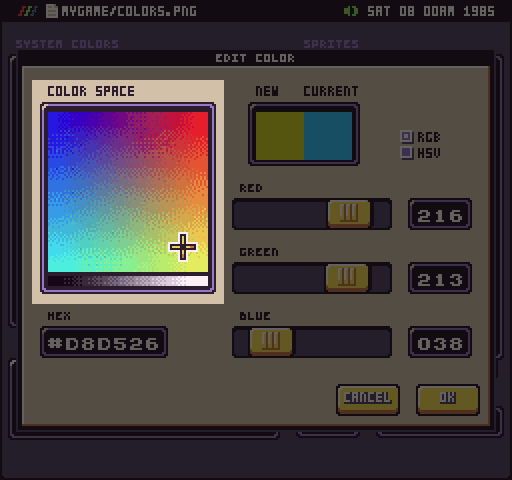 MYGAME/COLORS.PNG
SAT 08 00AM 1985
SYSTEM COLORS
SPRITES
EDIT COLOR
COLOR SPACE
NEW
CURRENT
RGB
HSV
RED
216
GREEN
213
HEX
BLUE
#D8D526
038
CANCEL
OK